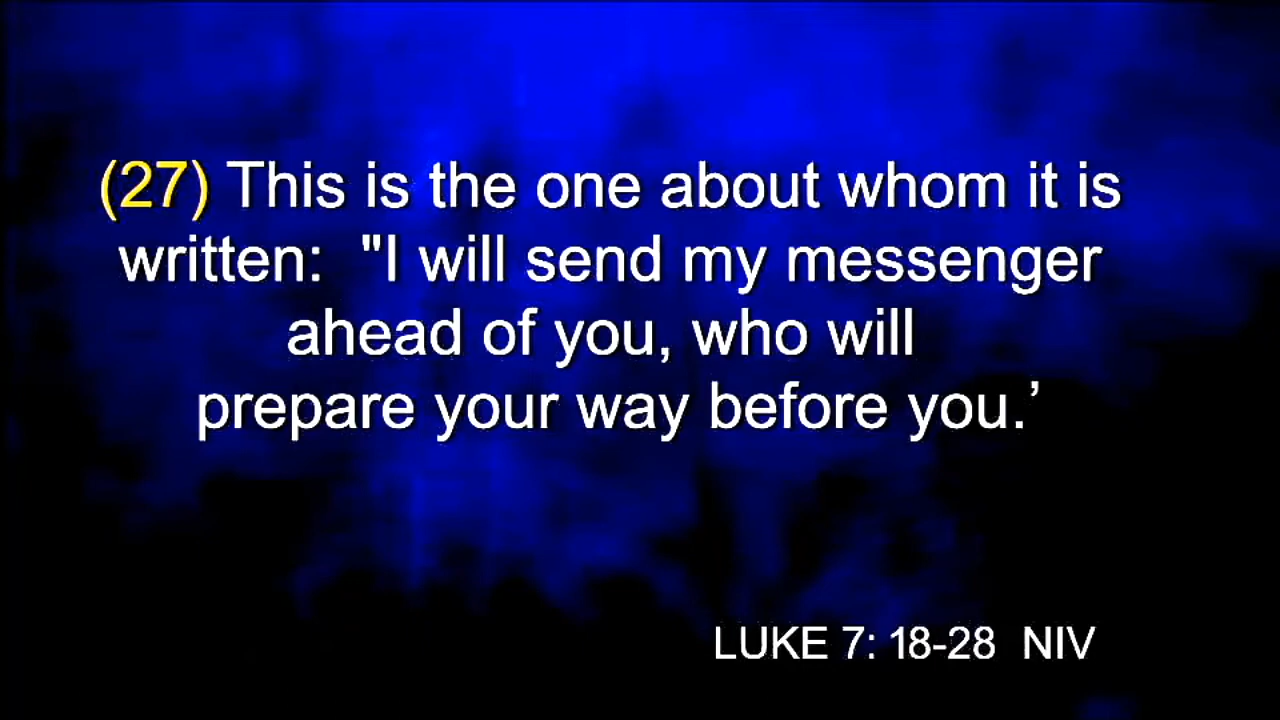 (27) This is the one about whom it is
written:  "I will send my messenger
ahead of you, who will
prepare your way before you.’
LUKE 7: 18-28  NIV